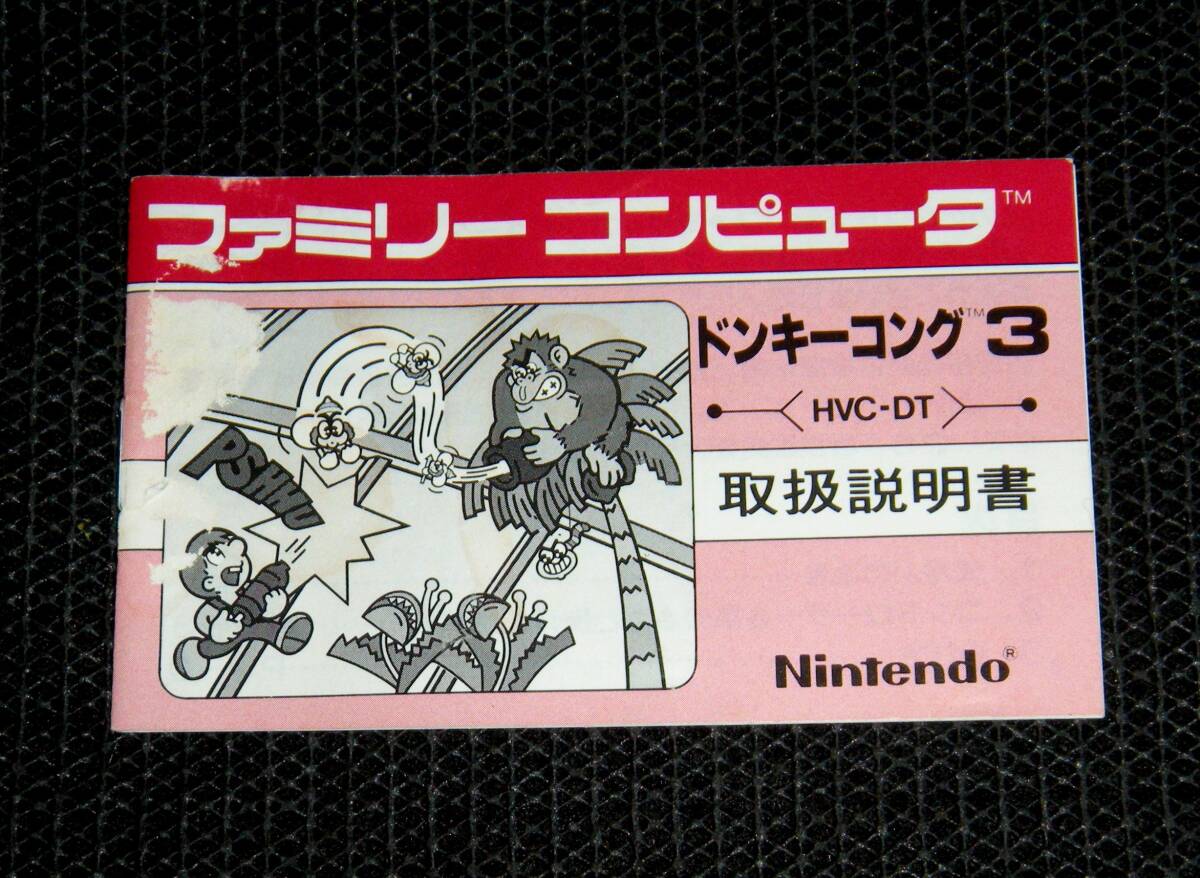 ファミリーコンピュータ™
ドンキーコング™3
HVC-DT
取扱説明書
PSHHH
Nintendo®